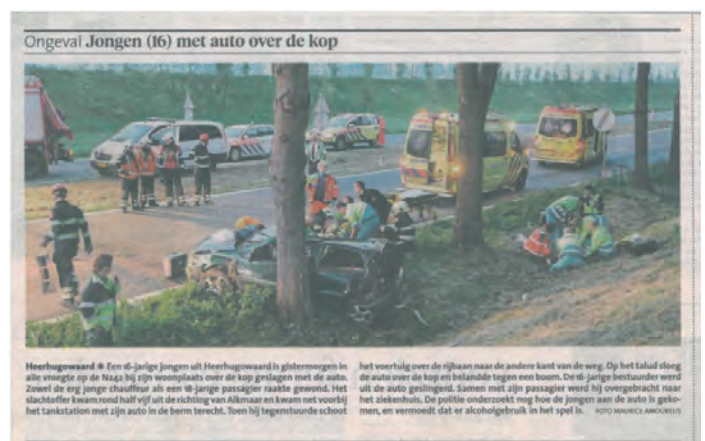 Ongeval Jongen (16) met auto over de kop
Heerhugowaard * Een 16-jarige jongen uit Heerhugowaard is gistermorgen in
alle vroegte op de N242 bij zijn woonplaats over de kop geslagen met de auto.
Zowel de erg jonge chauffeur als een 18-jarige passagier raakte gewond. Het
slachtoffer kwam rond half vijf uit de richting van Alkmaar en kwam net voorbij
het tankstation met zijn auto in de berm terecht. Toen hij tegenstuurde schoot
het voertuig over de rijbaan naar de andere kant van de weg. Op het talud sloeg
de auto over de kop en belandde tegen een boom. De 16-jarige bestuurder werd
uit de auto geslingerd. Samen met zijn passagier werd hij overgebracht naar
het ziekenhuis. De politie onderzoekt nog hoe de jongen aan de auto is geko-
men, en vermoedt dat er alcoholgebruik in het spel is. FOTO MAURICE AMOUREUS